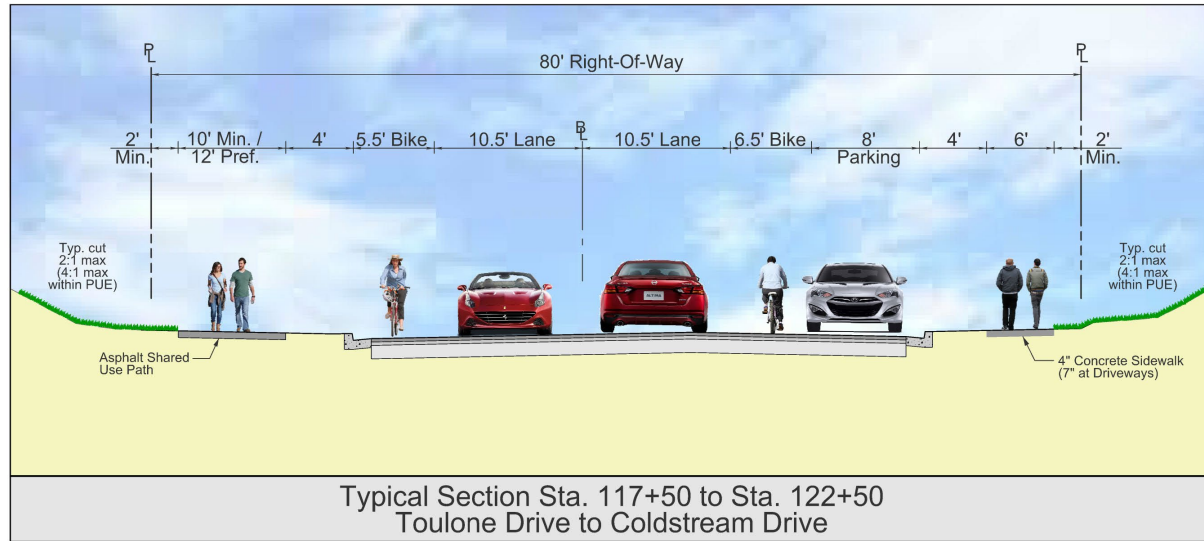 PL
PL
80' Right-Of-Way
BL
2'
Min.
10' Min. /
12' Pref.
4'
5.5' Bike
10.5' Lane
10.5' Lane
6.5' Bike
8'
Parking
4'
6'
2'
Min.
Typ. cut
2:1 max
(4:1 max
within PUE)
Typ. cut
2:1 max
(4:1 max
within PUE)
Asphalt Shared
Use Path
4" Concrete Sidewalk
(7" at Driveways)
Typical Section Sta. 117+50 to Sta. 122+50
Toulone Drive to Coldstream Drive